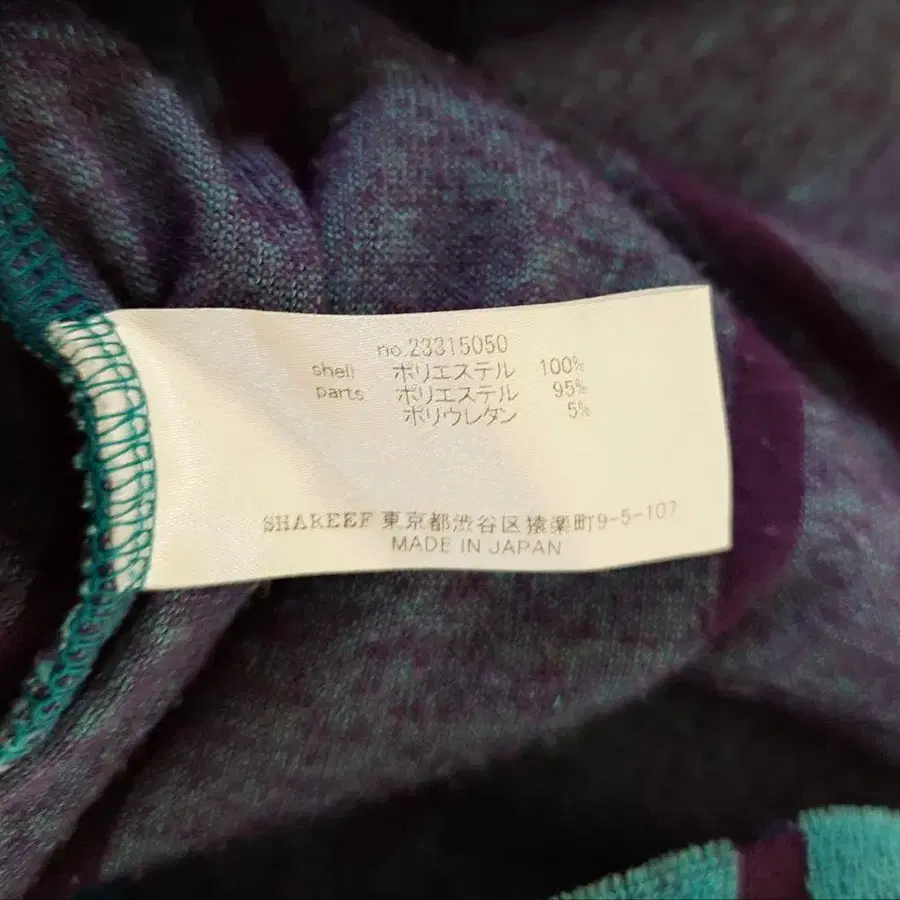 no.23315050
shell ポリエステル 100%
parts ポリエステル 95%
ポリウレタン 5%
SHAREEF 東京都渋谷区猿楽町9-5-107
MADE IN JAPAN